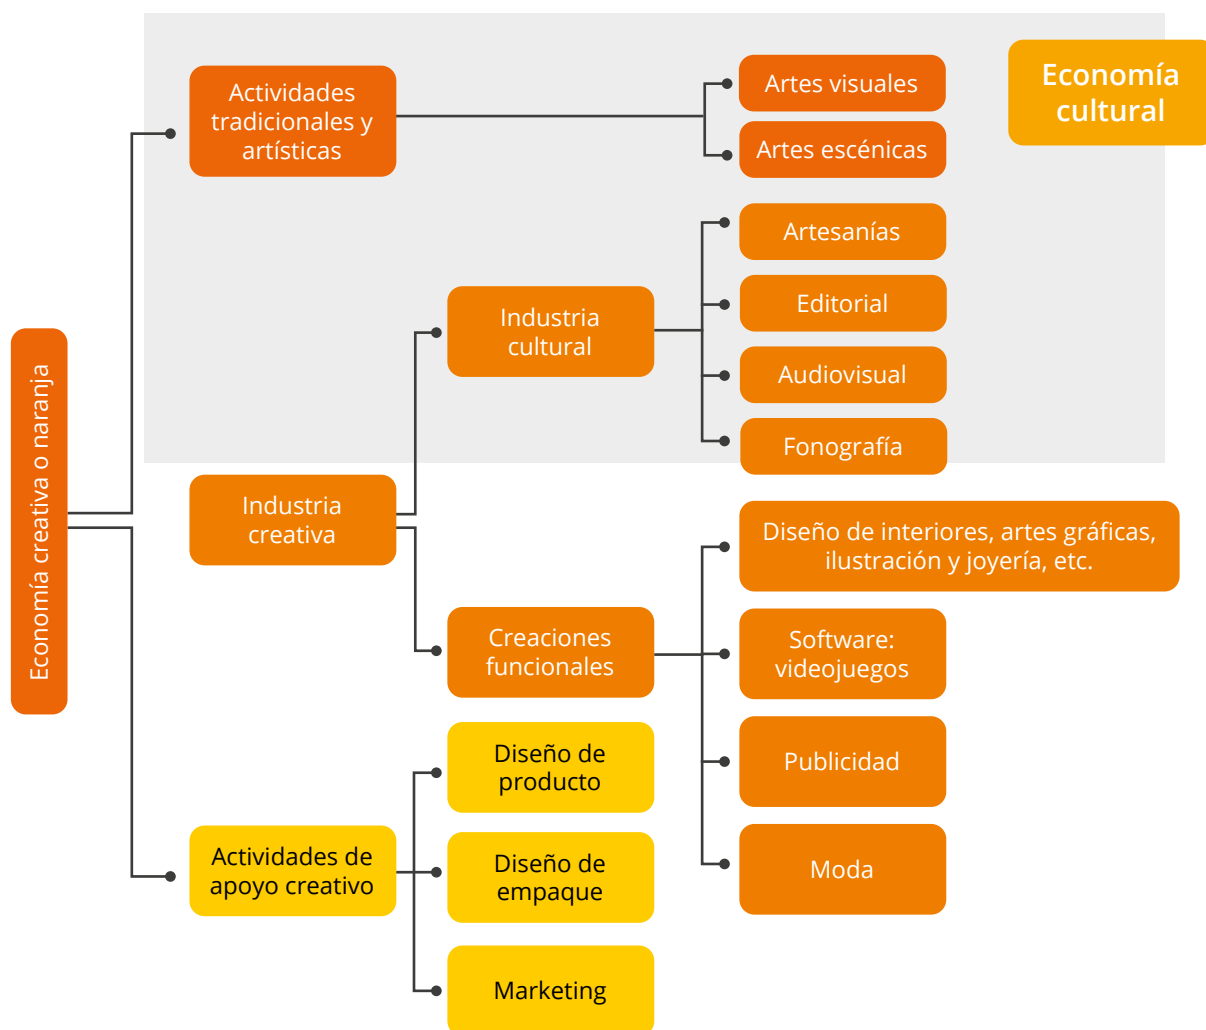 Economía
cultural
Economía creativa o naranja
Actividades
tradicionales y
artísticas
Artes visuales
Artes escénicas
Industria
creativa
Industria
cultural
Artesanías
Editorial
Audiovisual
Fonografía
Creaciones
funcionales
Diseño de interiores, artes gráficas,
ilustración y joyería, etc.
Software:
videojuegos
Publicidad
Moda
Actividades de
apoyo creativo
Diseño de
producto
Diseño de
empaque
Marketing